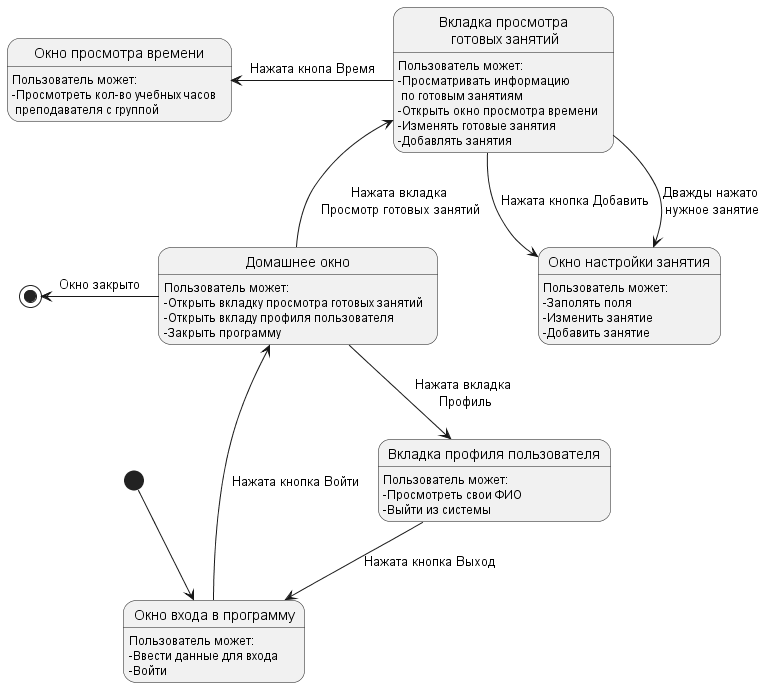 Вкладка просмотра
готовых занятий
Пользователь может:
-Просматривать информацию
по готовым занятиям
-Открыть окно просмотра времени
-Изменять готовые занятия
-Добавлять занятия
Окно просмотра времени
Пользователь может:
-Просмотреть кол-во учебных часов
преподавателя с группой
Нажата кнопа Время
Нажата вкладка
Просмотр готовых занятий
Нажата кнопка Добавить
Дважды нажато
нужное занятие
Домашнее окно
Пользователь может:
-Открыть вкладку просмотра готовых занятий
-Открыть вкладу профиля пользователя
-Закрыть программу
Окно закрыто
Окно настройки занятия
Пользователь может:
-Заполять поля
-Изменить занятие
-Добавить занятие
Нажата вкладка
Профиль
Вкладка профиля пользователя
Пользователь может:
-Просмотреть свои ФИО
-Выйти из системы
Нажата кнопка Войти
Нажата кнопка Выход
Окно входа в программу
Пользователь может:
-Ввести данные для входа
-Войти